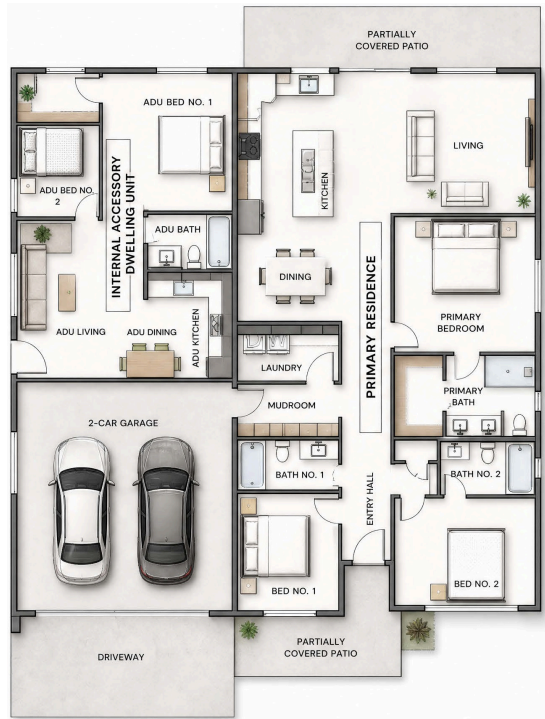 PARTIALLY
COVERED PATIO
ADU BED NO. 1
LIVING
KITCHEN
ADU BED NO.
2
INTERNAL ACCESSORY
DWELLING UNIT
ADU BATH
DINING
PRIMARY RESIDENCE
PRIMARY
BEDROOM
ADU LIVING
ADU DINING
ADU KITCHEN
LAUNDRY
PRIMARY
BATH
MUDROOM
2-CAR GARAGE
BATH NO. 1
BATH NO. 2
ENTRY HALL
BED NO. 1
BED NO. 2
PARTIALLY
COVERED PATIO
DRIVEWAY